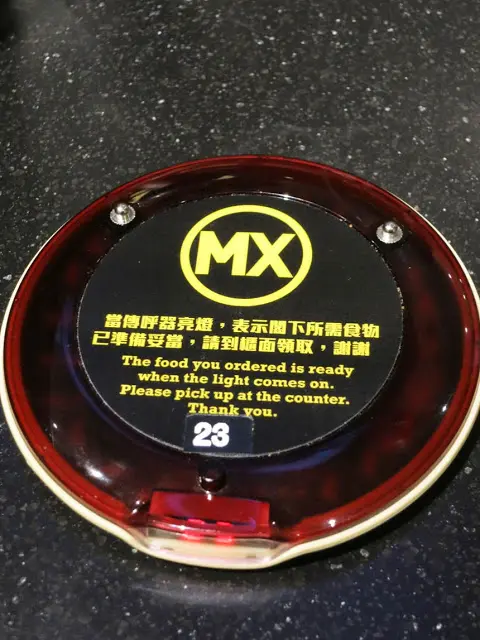 MX
當傳呼器亮燈，表示閣下所需食物
已準備妥當，請到櫃面領取，謝謝
The food you ordered is ready
when the light comes on.
Please pick up at the counter.
Thank you.
23